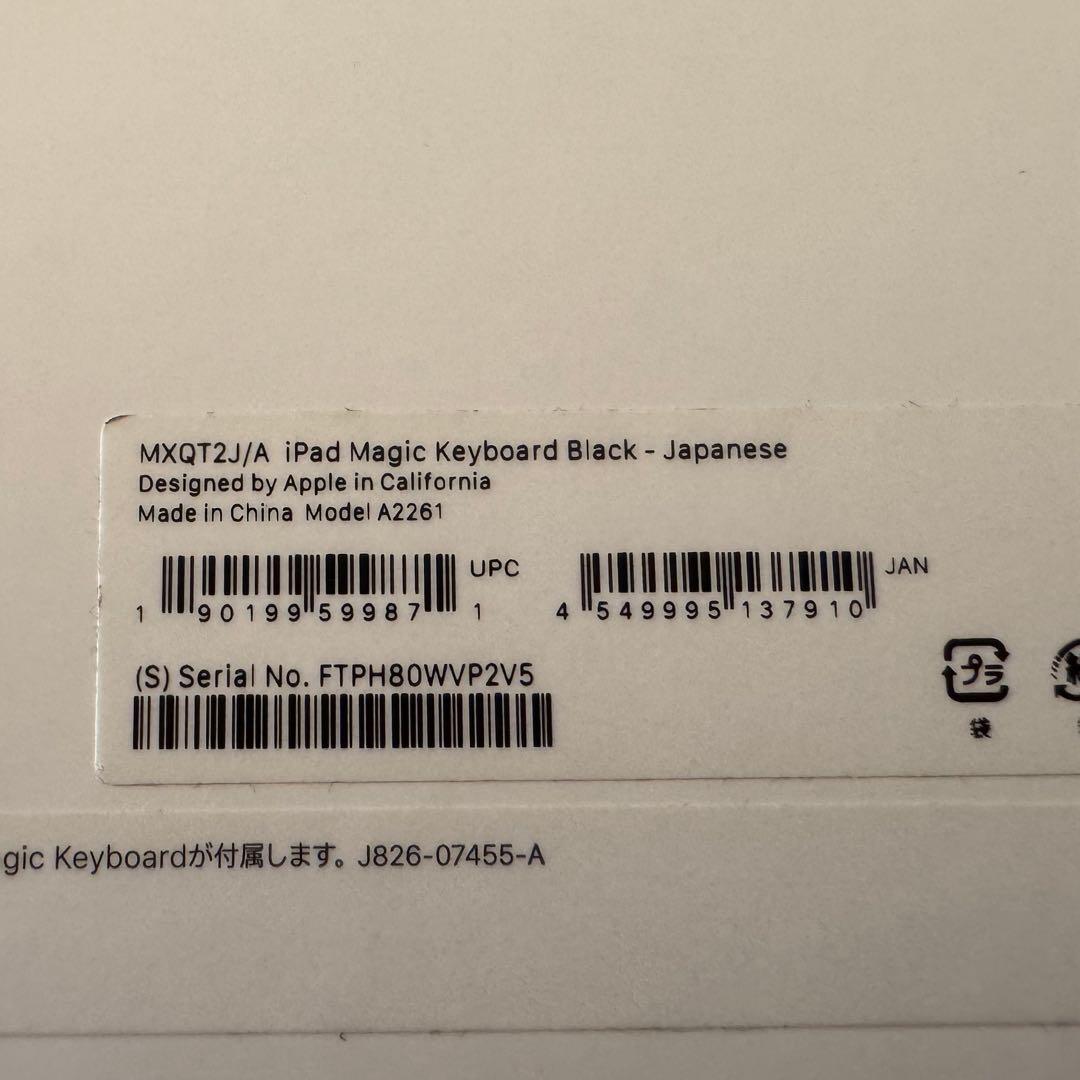 MXQT2J/A iPad Magic Keyboard Black - Japanese
Designed by Apple in California
Made in China Model A2261
UPC
1 90199 59987 1
JAN
4 549995 137910
(S) Serial No. FTPH80WVP2V5
プラ
袋
gic Keyboardが付属します。J826-07455-A